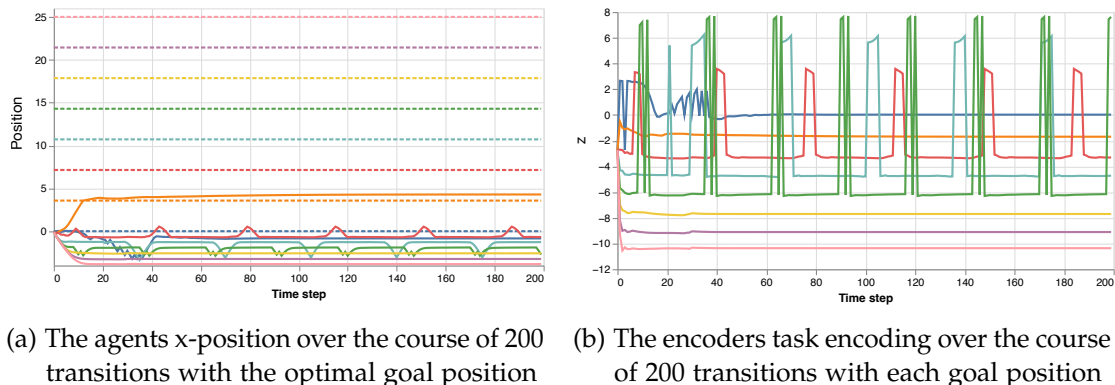 25
20
15
10
5
0
Position
0 20 40 60 80 100 120 140 160 180 200
Time step
8
6
4
2
0
−2
−4
−6
−8
−10
−12
z
0 20 40 60 80 100 120 140 160 180 200
Time step
(a) The agents x-position over the course of 200
transitions with the optimal goal position
(b) The encoders task encoding over the course
of 200 transitions with each goal position